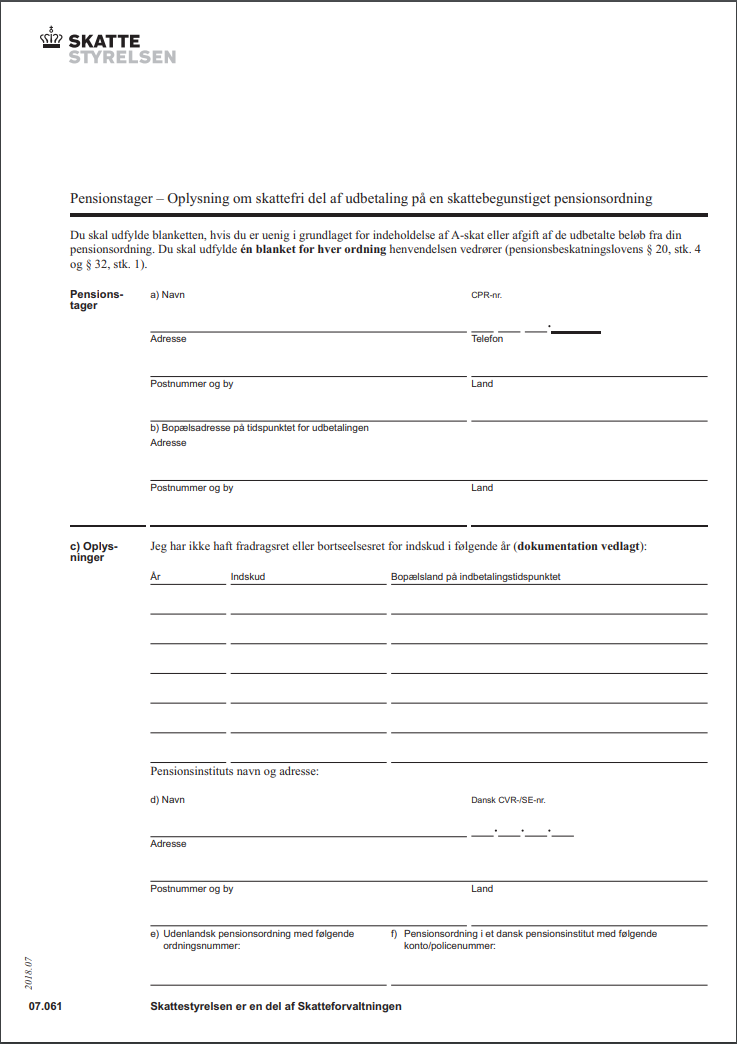 SKATTE
STYRELSEN
Pensionstager – Oplysning om skattefri del af udbetaling på en skattebegunstiget pensionsordning
Du skal udfylde blanketten, hvis du er uenig i grundlaget for indeholdelse af A-skat eller afgift af de udbetalte beløb fra din
pensionsordning. Du skal udfylde én blanket for hver ordning henvendelsen vedrører (pensionsbeskatningslovens § 20, stk. 4
og § 32, stk. 1).
Pensions-
tager
a) Navn
CPR-nr.
Adresse
Telefon
Postnummer og by
Land
b) Bopælsadresse på tidspunktet for udbetalingen
Adresse
Postnummer og by
Land
c) Oplys-
ninger
Jeg har ikke haft fradragsret eller bortseelsesret for indskud i følgende år (dokumentation vedlagt):
År
Indskud
Bopælsland på indbetalingstidspunktet
Pensionsinstituts navn og adresse:
d) Navn
Dansk CVR-/SE-nr.
Adresse
Postnummer og by
Land
e) Udenlandsk pensionsordning med følgende
ordningsnummer:
f) Pensionsordning i et dansk pensionsinstitut med følgende
konto/policenummer:
2018.07
07.061
Skattestyrelsen er en del af Skatteforvaltningen